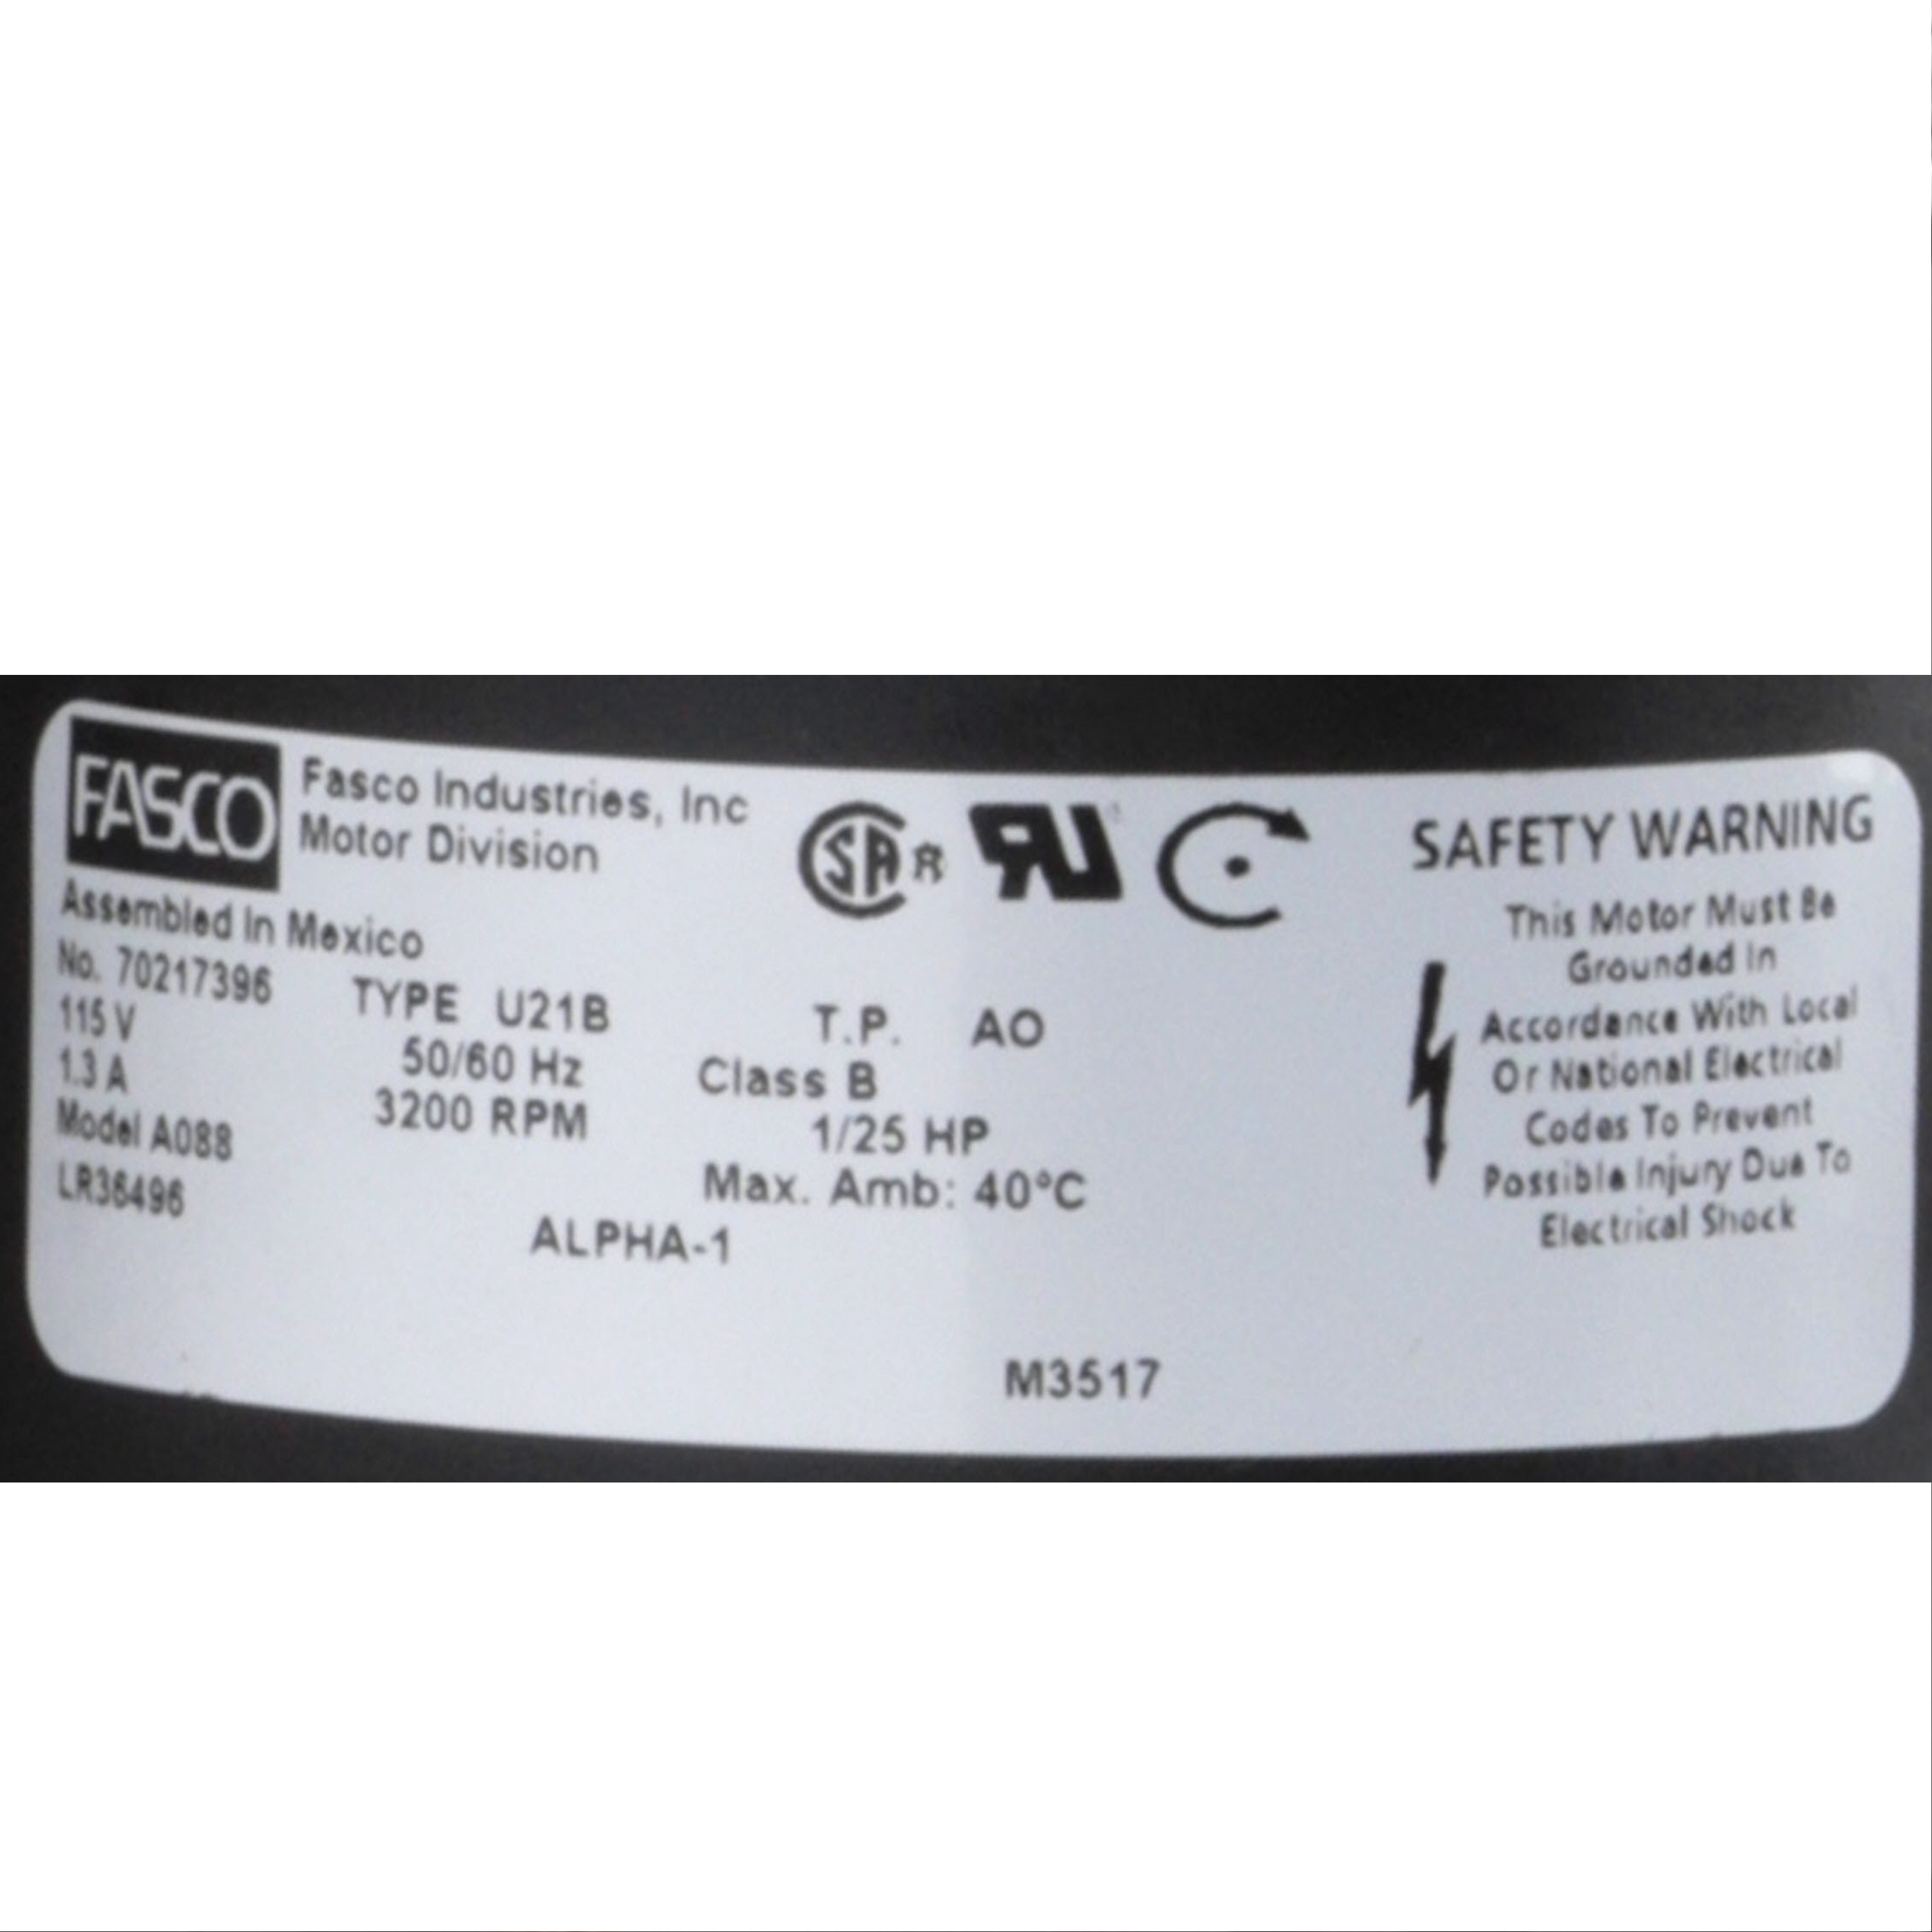 FASCO
Fasco Industries, Inc
Motor Division
Assembled In Mexico
No. 70217396 TYPE U21B T.P. AO
115 V 50/60 Hz Class B
1.3 A 3200 RPM 1/25 HP
Model A088 Max. Amb: 40°C
LR36496 ALPHA-1
M3517
SA R
RU
SAFETY WARNING
This Motor Must Be
Grounded In
Accordance With Local
Or National Electrical
Codes To Prevent
Possible Injury Due To
Electrical Shock